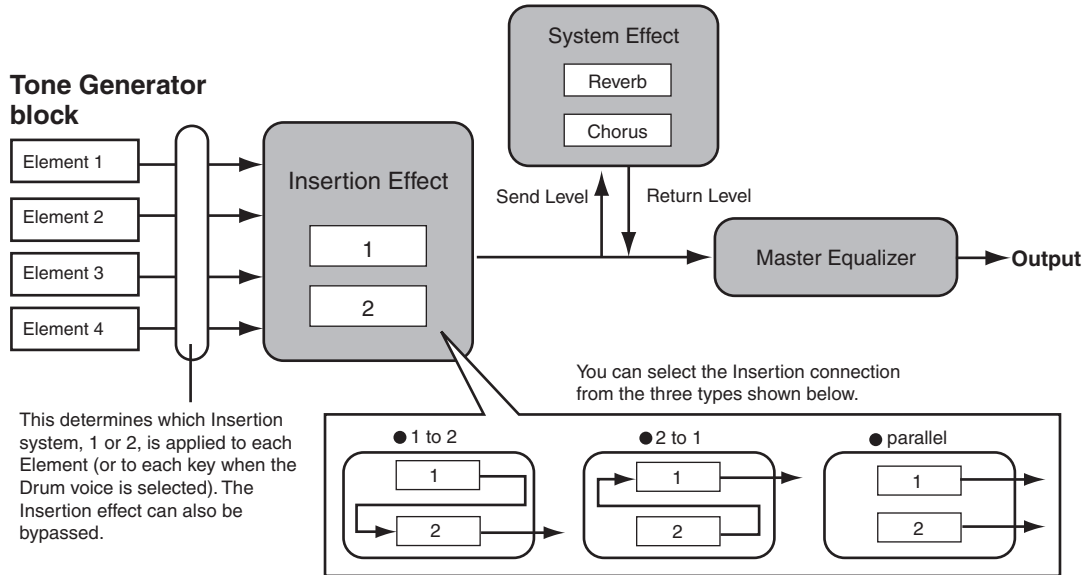 Tone Generator
block
Element 1
Element 2
Element 3
Element 4
This determines which Insertion
system, 1 or 2, is applied to each
Element (or to each key when the
Drum voice is selected). The
Insertion effect can also be
bypassed.
Insertion Effect
1
2
System Effect
Reverb
Chorus
Send Level
Return Level
Master Equalizer
Output
You can select the Insertion connection
from the three types shown below.
● 1 to 2
1
2
● 2 to 1
1
2
● parallel
1
2